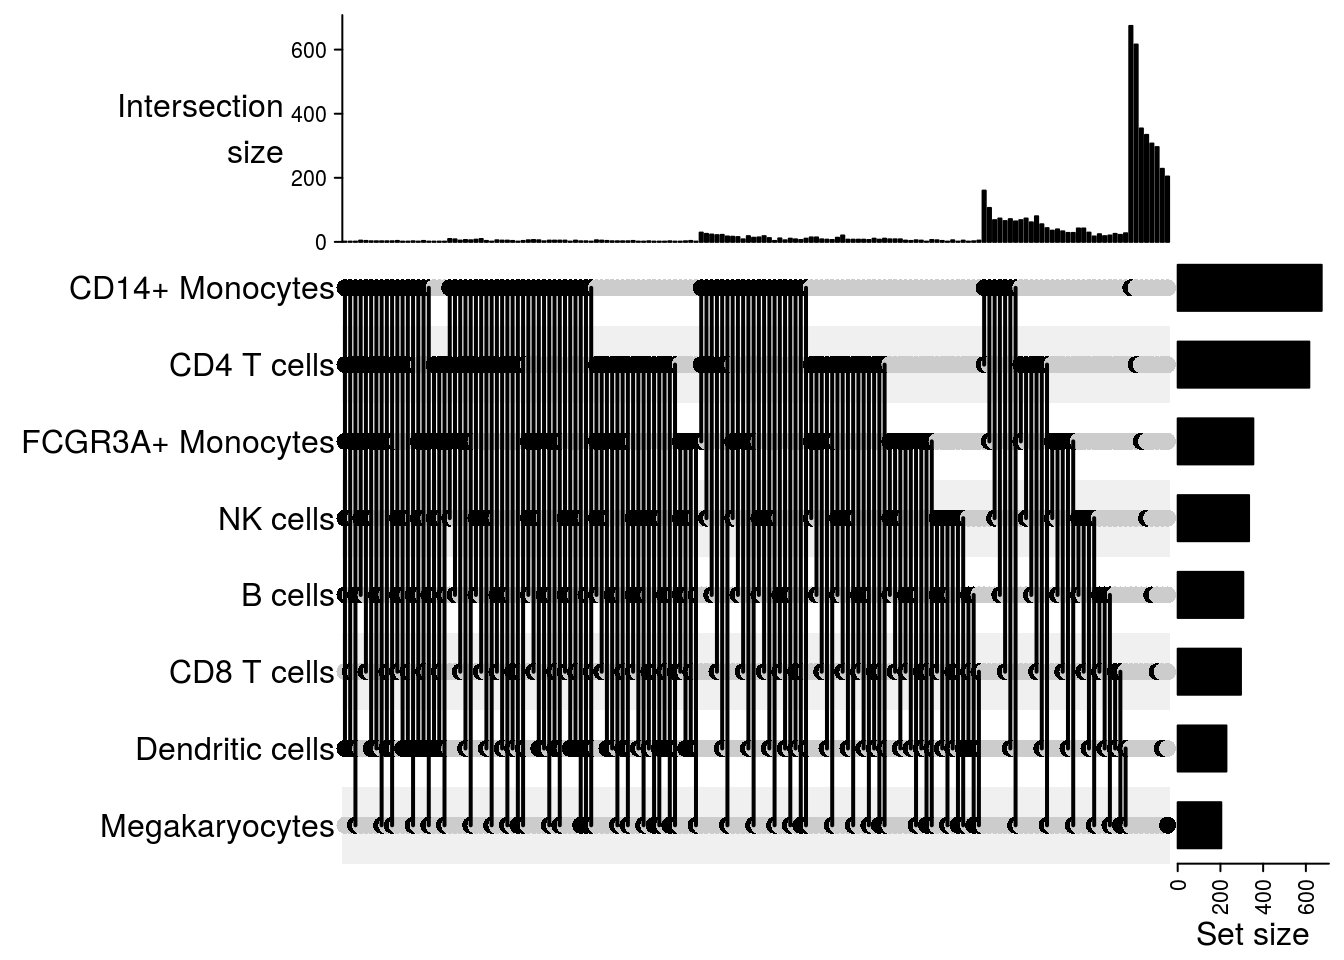 600
Intersection
400
size
200
0
CD14+ Monocytes
CD4 T cells
FCGR3A+ Monocytes
NK cells
B cells
CD8 T cells
Dendritic cells
Megakaryocytes
0 200 400 600
Set size